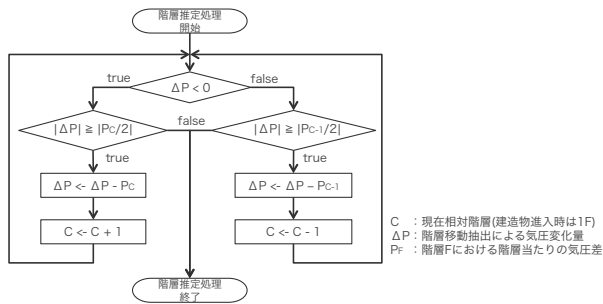 階層推定処理
開始
true
false
ΔP < 0
|ΔP| ≧ |PC/2|
false
|ΔP| ≧ |PC-1/2|
true
true
ΔP <- ΔP - PC
ΔP <- ΔP – PC-1
C <- C + 1
C <- C - 1
C ：現在相対階層(建造物進入時は1F)
ΔP：階層移動抽出による気圧変化量
PF ：階層Fにおける階層当たりの気圧差
階層推定処理
終了